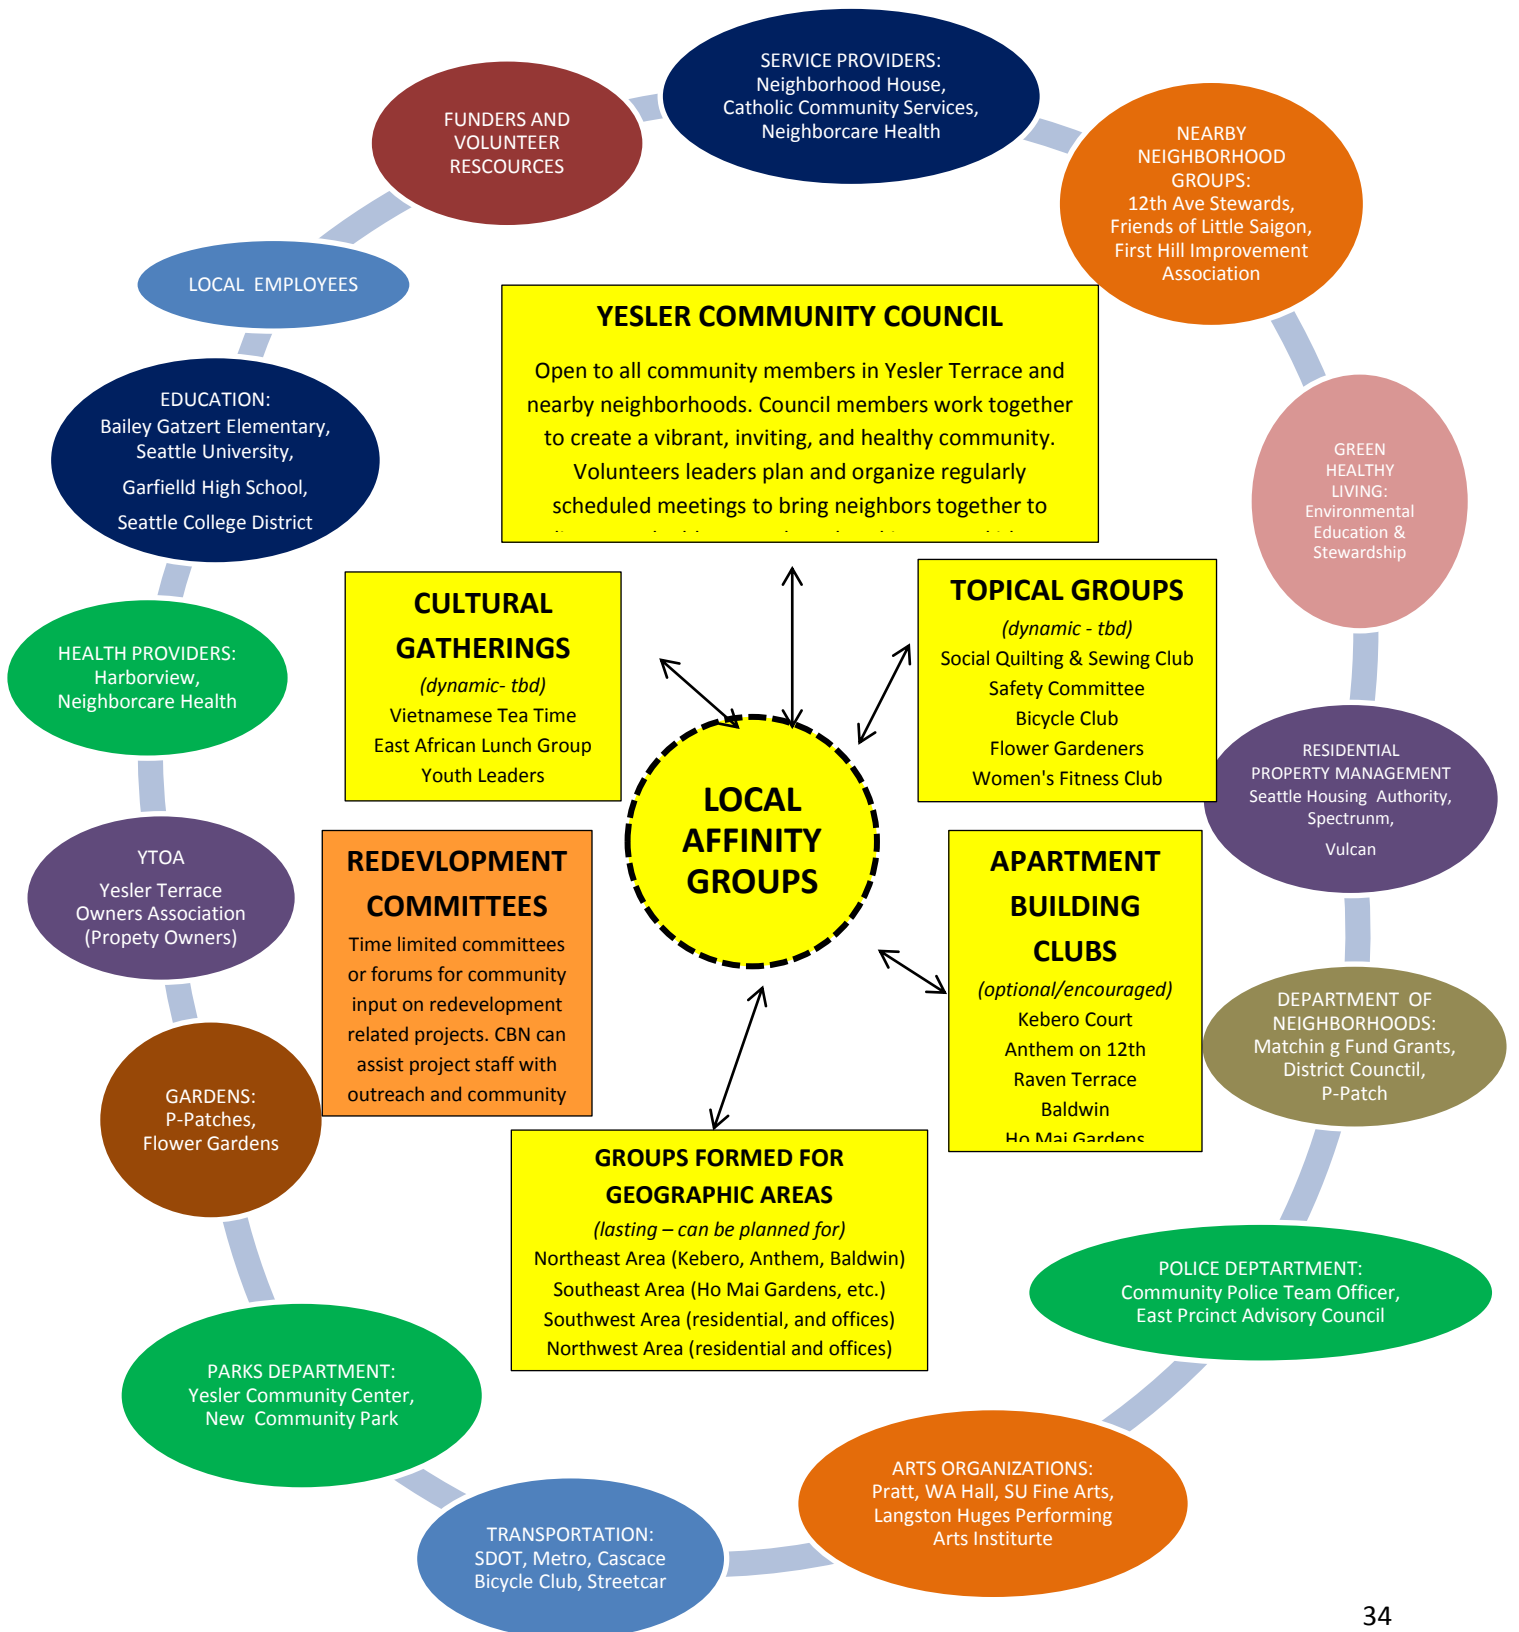 SERVICE PROVIDERS:
Neighborhood House,
Catholic Community Services,
Neighborcare Health
FUNDERS AND
VOLUNTEER
RESCOURCES
NEARBY
NEIGHBORHOOD
GROUPS:
12th Ave Stewards,
Friends of Little Saigon,
First Hill Improvement
Association
LOCAL EMPLOYEES
YESLER COMMUNITY COUNCIL
Open to all community members in Yesler Terrace and
nearby neighborhoods. Council members work together
to create a vibrant, inviting, and healthy community.
Volunteers leaders plan and organize regularly
scheduled meetings to bring neighbors together to
EDUCATION:
Bailey Gatzert Elementary,
Seattle University,
Garfielld High School,
Seattle College District
GREEN
HEALTHY
LIVING:
Environmental
Education &
Stewardship
CULTURAL
GATHERINGS
(dynamic- tbd)
Vietnamese Tea Time
East African Lunch Group
Youth Leaders
TOPICAL GROUPS
(dynamic - tbd)
Social Quilting & Sewing Club
Safety Committee
Bicycle Club
Flower Gardeners
Women's Fitness Club
HEALTH PROVIDERS:
Harborview,
Neighborcare Health
RESIDENTIAL
PROPERTY MANAGEMENT
Seattle Housing Authority,
Spectrunm,
Vulcan
LOCAL
AFFINITY
GROUPS
YTOA
Yesler Terrace
Owners Association
(Propety Owners)
REDEVLOPMENT
COMMITTEES
Time limited committees
or forums for community
input on redevelopment
related projects. CBN can
assist project staff with
outreach and community
APARTMENT
BUILDING
CLUBS
(optional/encouraged)
Kebero Court
Anthem on 12th
Raven Terrace
Baldwin
Ho Mai Gardens
DEPARTMENT OF
NEIGHBORHOODS:
Matchin g Fund Grants,
District Counctil,
P-Patch
GARDENS:
P-Patches,
Flower Gardens
GROUPS FORMED FOR
GEOGRAPHIC AREAS
(lasting – can be planned for)
Northeast Area (Kebero, Anthem, Baldwin)
Southeast Area (Ho Mai Gardens, etc.)
Southwest Area (residential, and offices)
Northwest Area (residential and offices)
POLICE DEPTARTMENT:
Community Police Team Officer,
East Prcinct Advisory Council
PARKS DEPARTMENT:
Yesler Community Center,
New Community Park
ARTS ORGANIZATIONS:
Pratt, WA Hall, SU Fine Arts,
Langston Huges Performing
Arts Institurte
TRANSPORTATION:
SDOT, Metro, Cascace
Bicycle Club, Streetcar
34